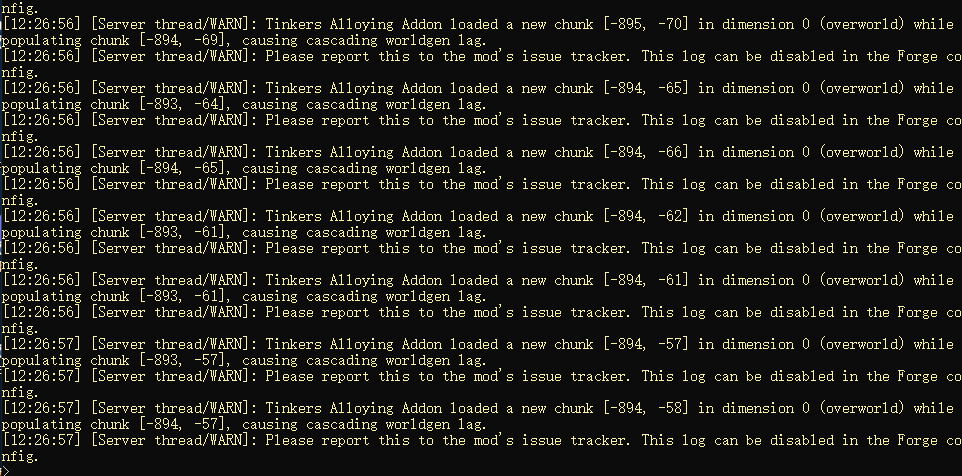 nfig.
[12:26:56] [Server thread/WARN]: Tinkers Alloying Addon loaded a new chunk [-895, -70] in dimension 0 (overworld) while
populating chunk [-894, -69], causing cascading worldgen lag.
[12:26:56] [Server thread/WARN]: Please report this to the mod's issue tracker. This log can be disabled in the Forge co
nfig.
[12:26:56] [Server thread/WARN]: Tinkers Alloying Addon loaded a new chunk [-894, -65] in dimension 0 (overworld) while
populating chunk [-893, -64], causing cascading worldgen lag.
[12:26:56] [Server thread/WARN]: Please report this to the mod's issue tracker. This log can be disabled in the Forge co
nfig.
[12:26:56] [Server thread/WARN]: Tinkers Alloying Addon loaded a new chunk [-894, -66] in dimension 0 (overworld) while
populating chunk [-894, -65], causing cascading worldgen lag.
[12:26:56] [Server thread/WARN]: Please report this to the mod's issue tracker. This log can be disabled in the Forge co
nfig.
[12:26:56] [Server thread/WARN]: Tinkers Alloying Addon loaded a new chunk [-894, -62] in dimension 0 (overworld) while
populating chunk [-893, -61], causing cascading worldgen lag.
[12:26:56] [Server thread/WARN]: Please report this to the mod's issue tracker. This log can be disabled in the Forge co
nfig.
[12:26:56] [Server thread/WARN]: Tinkers Alloying Addon loaded a new chunk [-894, -61] in dimension 0 (overworld) while
populating chunk [-893, -61], causing cascading worldgen lag.
[12:26:56] [Server thread/WARN]: Please report this to the mod's issue tracker. This log can be disabled in the Forge co
nfig.
[12:26:57] [Server thread/WARN]: Tinkers Alloying Addon loaded a new chunk [-894, -57] in dimension 0 (overworld) while
populating chunk [-893, -57], causing cascading worldgen lag.
[12:26:57] [Server thread/WARN]: Please report this to the mod's issue tracker. This log can be disabled in the Forge co
nfig.
[12:26:57] [Server thread/WARN]: Tinkers Alloying Addon loaded a new chunk [-894, -58] in dimension 0 (overworld) while
populating chunk [-894, -57], causing cascading worldgen lag.
[12:26:57] [Server thread/WARN]: Please report this to the mod's issue tracker. This log can be disabled in the Forge co
nfig.
>